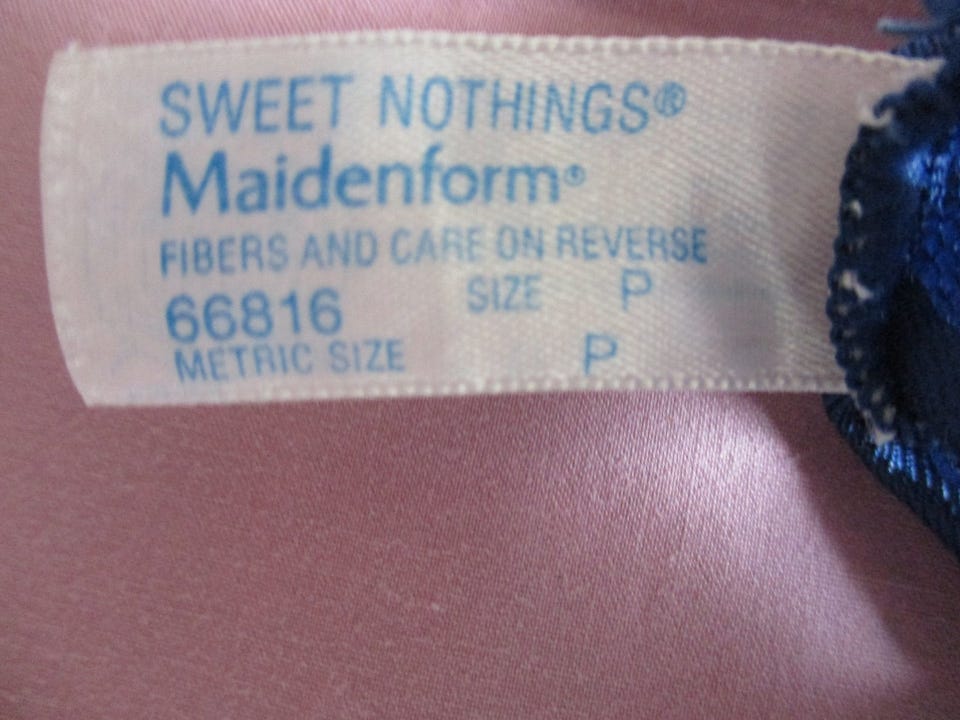 SWEET NOTHINGS®
Maidenform®
FIBERS AND CARE ON REVERSE
66816 SIZE P
METRIC SIZE P